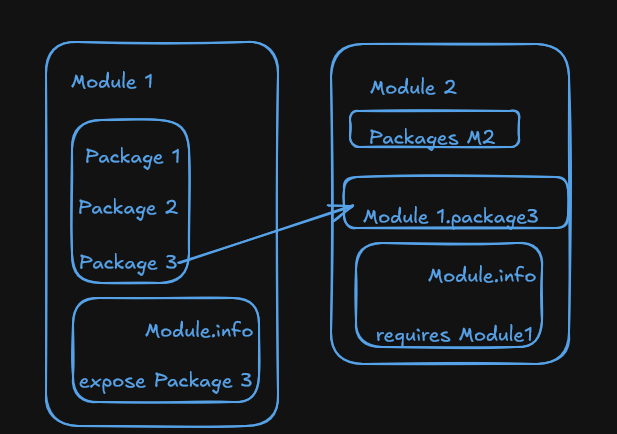 Module 1
Package 1
Package 2
Package 3
Module.info
expose Package 3
Module 2
Packages M2
Module 1.package3
Module.info
requires Module1